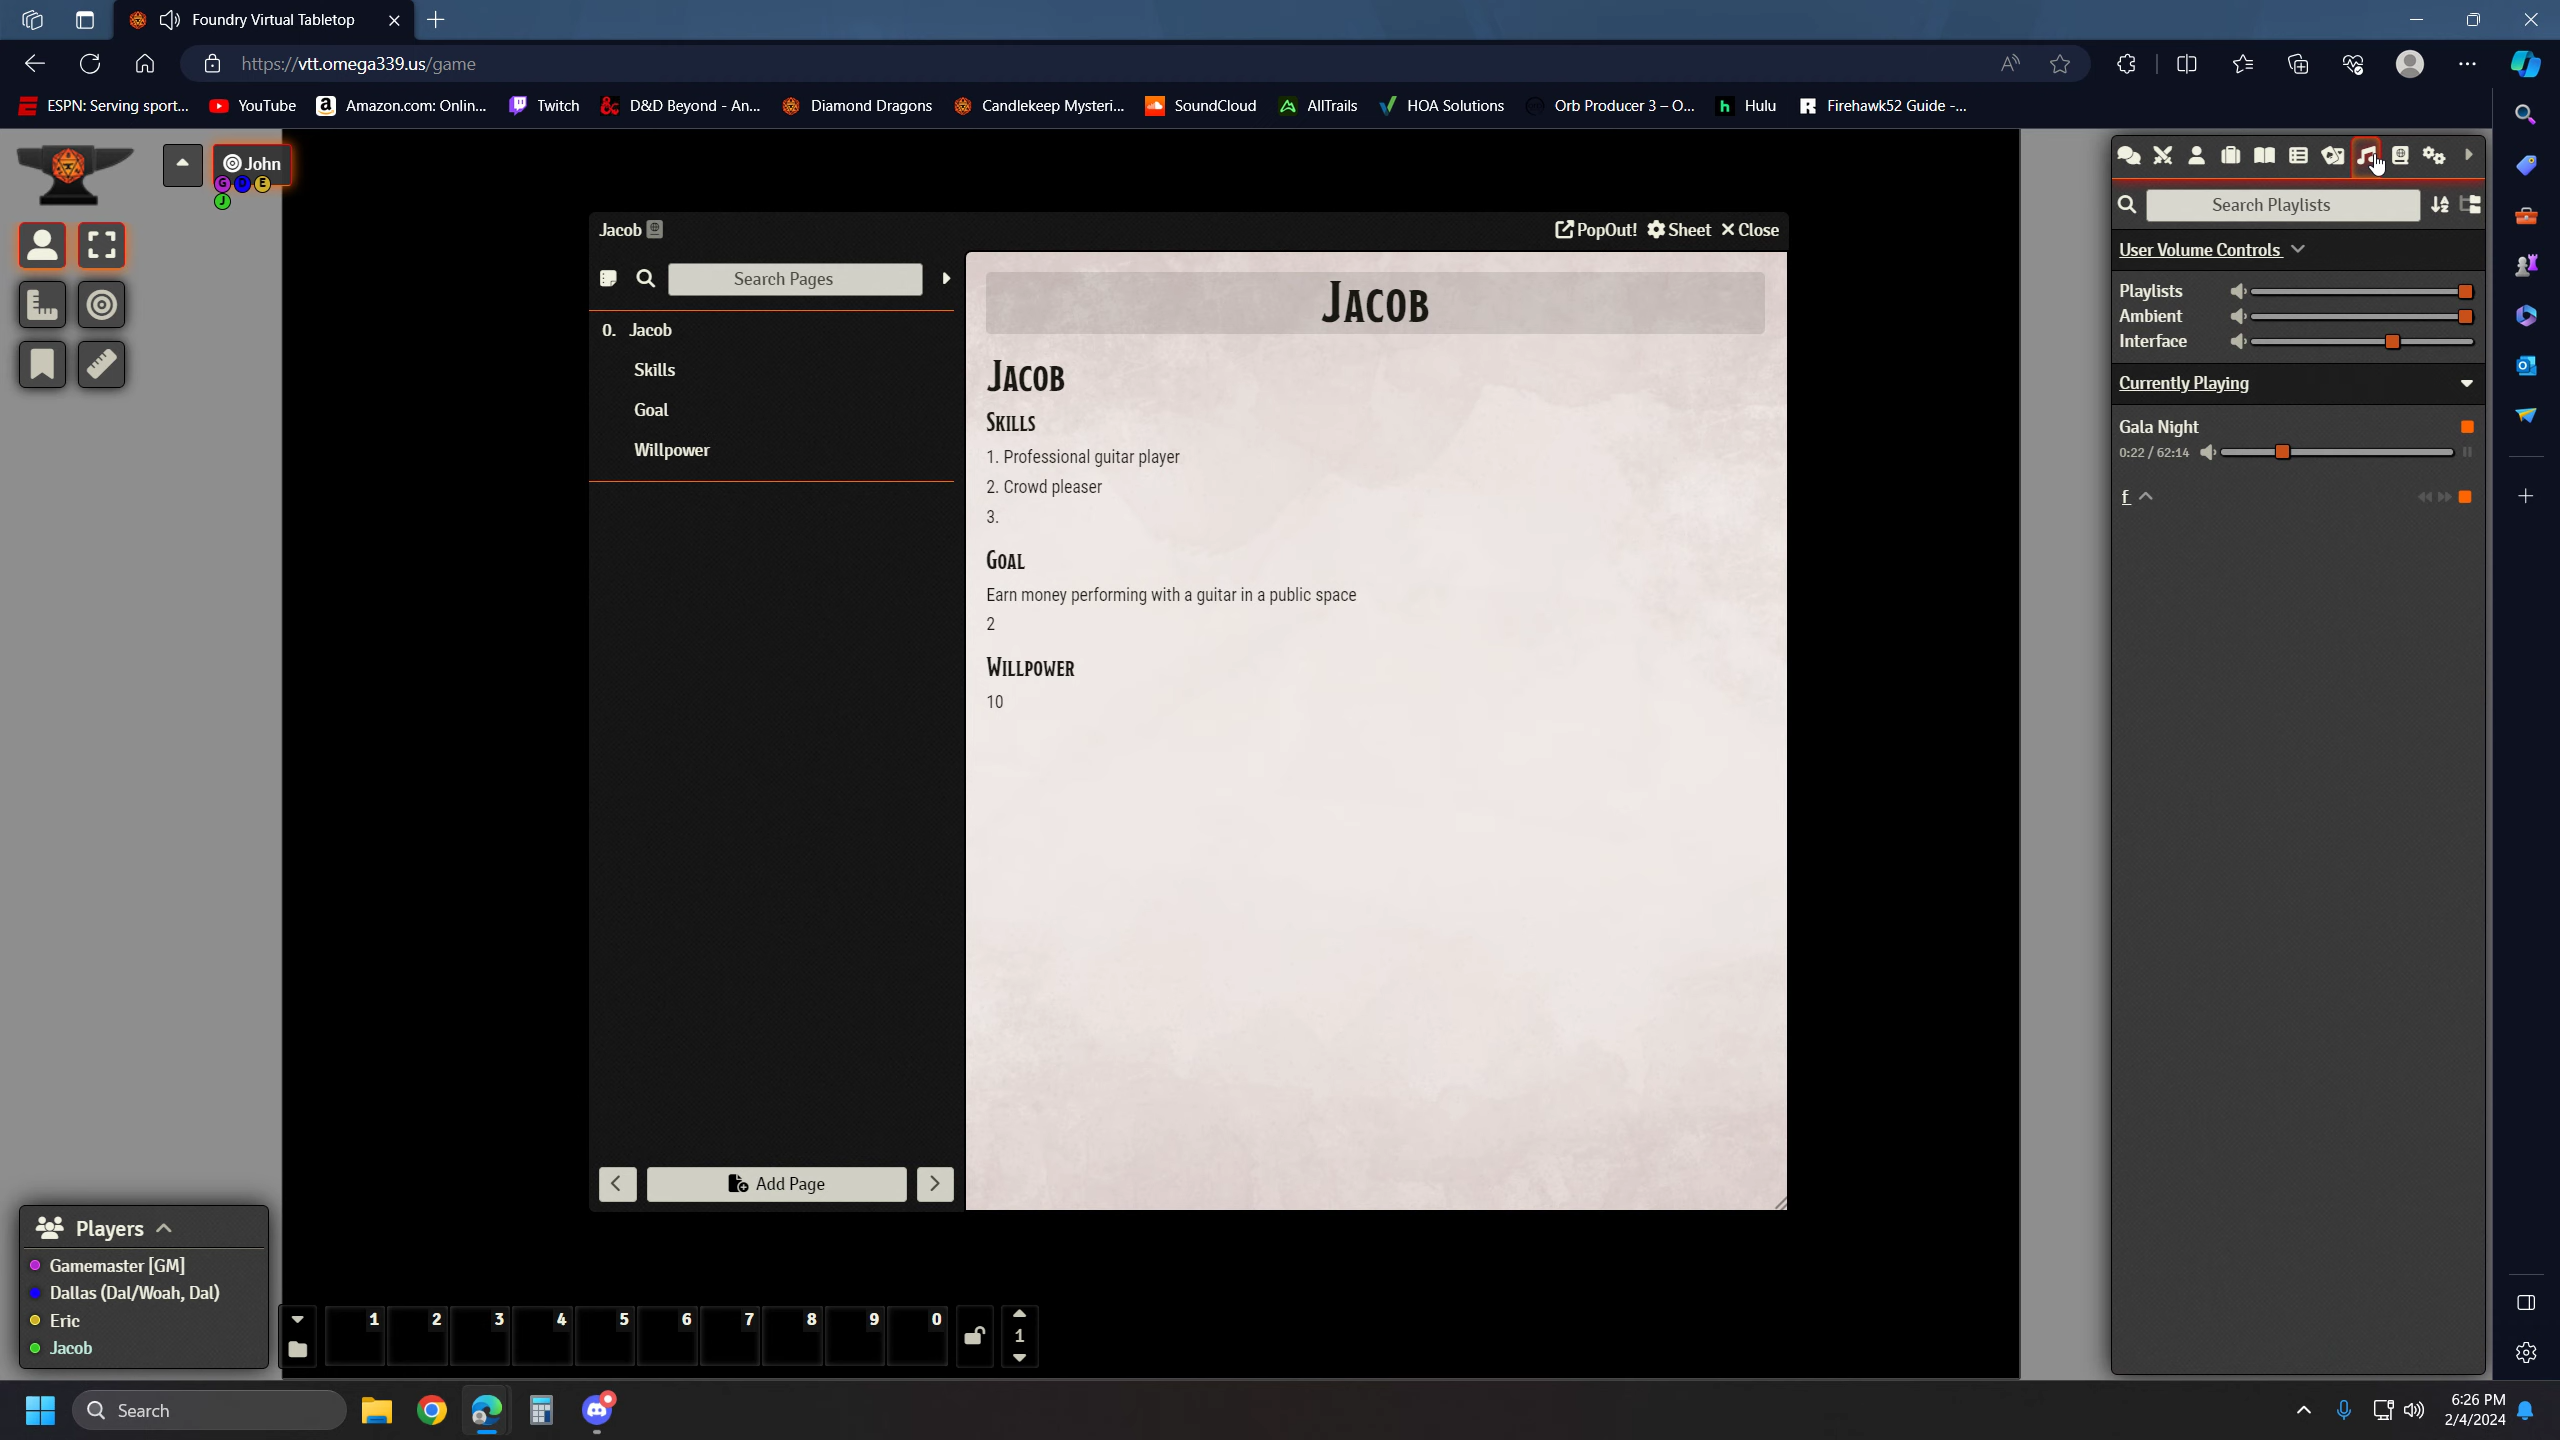 Foundry Virtual Tabletop
https://vtt.omega339.us/game
ESPN: Serving sport...
YouTube
Amazon.com: Onlin...
Twitch
D&D Beyond - An...
Diamond Dragons
Candlekeep Mysteri...
SoundCloud
AllTrails
HOA Solutions
Orb Producer 3 – O...
Hulu
Firehawk52 Guide -...
John
G D E
J
Jacob
PopOut! Sheet Close
Search Pages
0. Jacob
Skills
Goal
Willpower
Add Page
Jacob
Jacob
Skills
1. Professional guitar player
2. Crowd pleaser
3.
Goal
Earn money performing with a guitar in a public space
2
Willpower
10
Search Playlists
User Volume Controls
Playlists
Ambient
Interface
Currently Playing
Gala Night
0:22 / 62:14
f
Players
Gamemaster [GM]
Dallas (Dal/Woah, Dal)
Eric
Jacob
1 2 3 4 5 6 7 8 9 0
1
Search
6:26 PM
2/4/2024